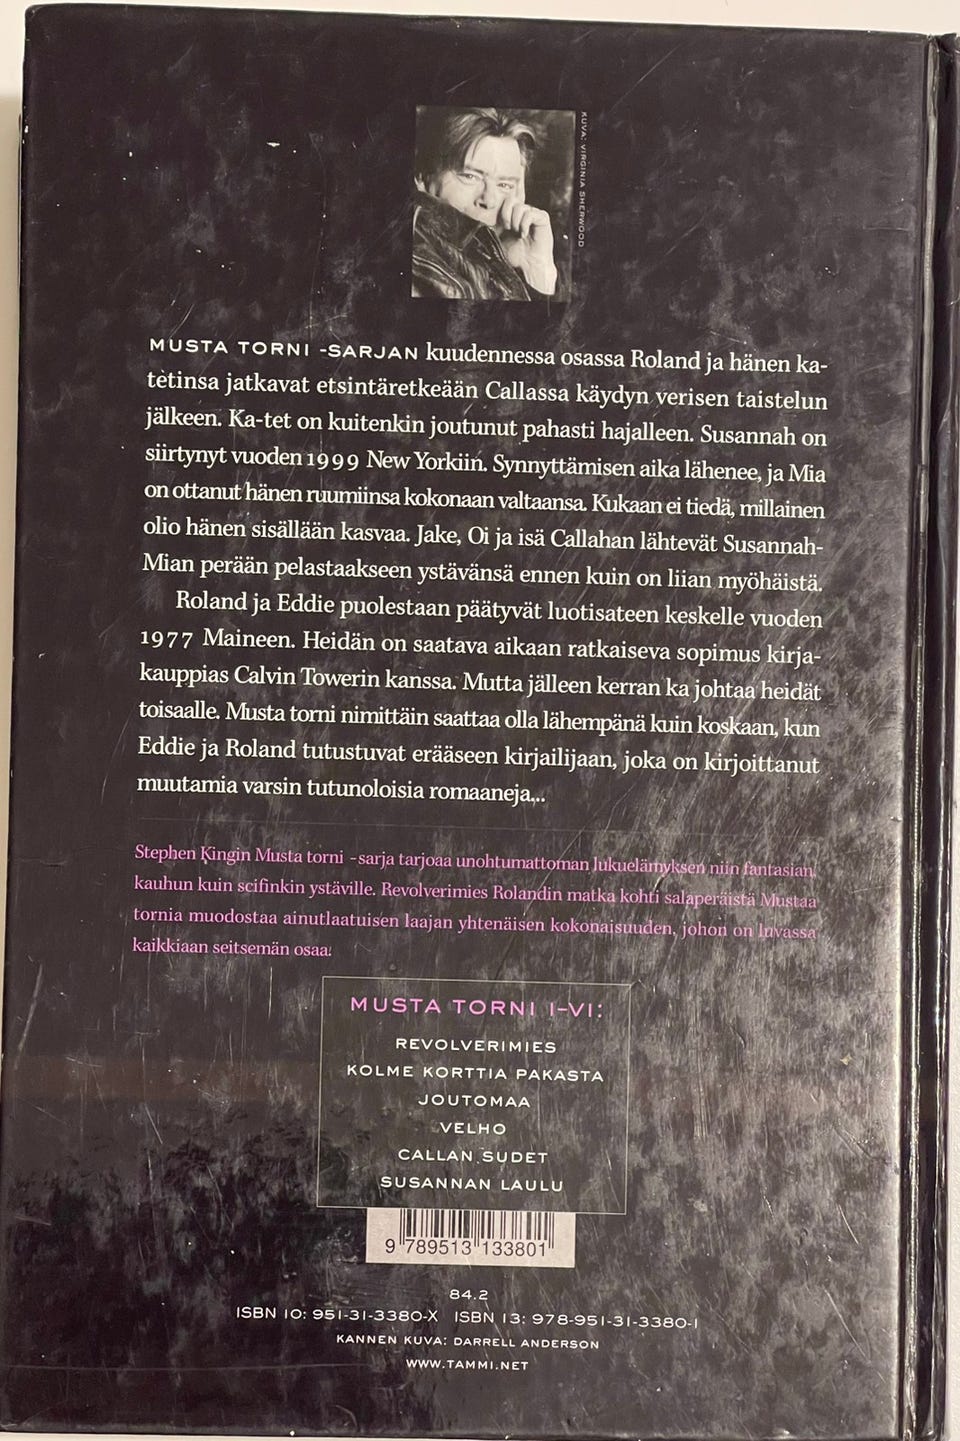 KUVA: VIRGINIA SHERWOOD
MUSTA TORNI -SARJAN kuudennessa osassa Roland ja hänen ka-
tetinsa jatkavat etsintäretkeään Callassa käydyn verisen taistelun
jälkeen. Ka-tet on kuitenkin joutunut pahasti hajalleen. Susannah on
siirtynyt vuoden 1999 New Yorkiin. Synnyttämisen aika lähenee, ja Mia
on ottanut hänen ruumiinsa kokonaan valtaansa. Kukaan ei tiedä, millainen
olio hänen sisällään kasvaa. Jake, Oi ja isä Callahan lähtevät Susannah-
Mian perään pelastaakseen ystävänsä ennen kuin on liian myöhäistä.
Roland ja Eddie puolestaan päätyvät luotisateen keskelle vuoden
1977 Maineen. Heidän on saatava aikaan ratkaiseva sopimus kirja-
kauppias Calvin Towerin kanssa. Mutta jälleen kerran ka johtaa heidät
toisaalle. Musta torni nimittäin saattaa olla lähempänä kuin koskaan, kun
Eddie ja Roland tutustuvat erääseen kirjailijaan, joka on kirjoittanut
muutamia varsin tutunoloisia romaaneja...
Stephen Kingin Musta torni -sarja tarjoaa unohtumattoman lukuelämyksen niin fantasian,
kauhun kuin scifinkin ystäville. Revolverimies Rolandin matka kohti salaperäistä Mustaa
tornia muodostaa ainutlaatuisen laajan yhtenäisen kokonaisuuden, johon on luvassa
kaikkiaan seitsemän osaa.
MUSTA TORNI I–VI:
REVOLVERIMIES
KOLME KORTTIA PAKASTA
JOUTOMAA
VELHO
CALLAN SUDET
SUSANNAN LAULU
9 789513 133801
84.2
ISBN 10: 951-31-3380-X ISBN 13: 978-951-31-3380-1
KANNEN KUVA: DARRELL ANDERSON
WWW.TAMMI.NET